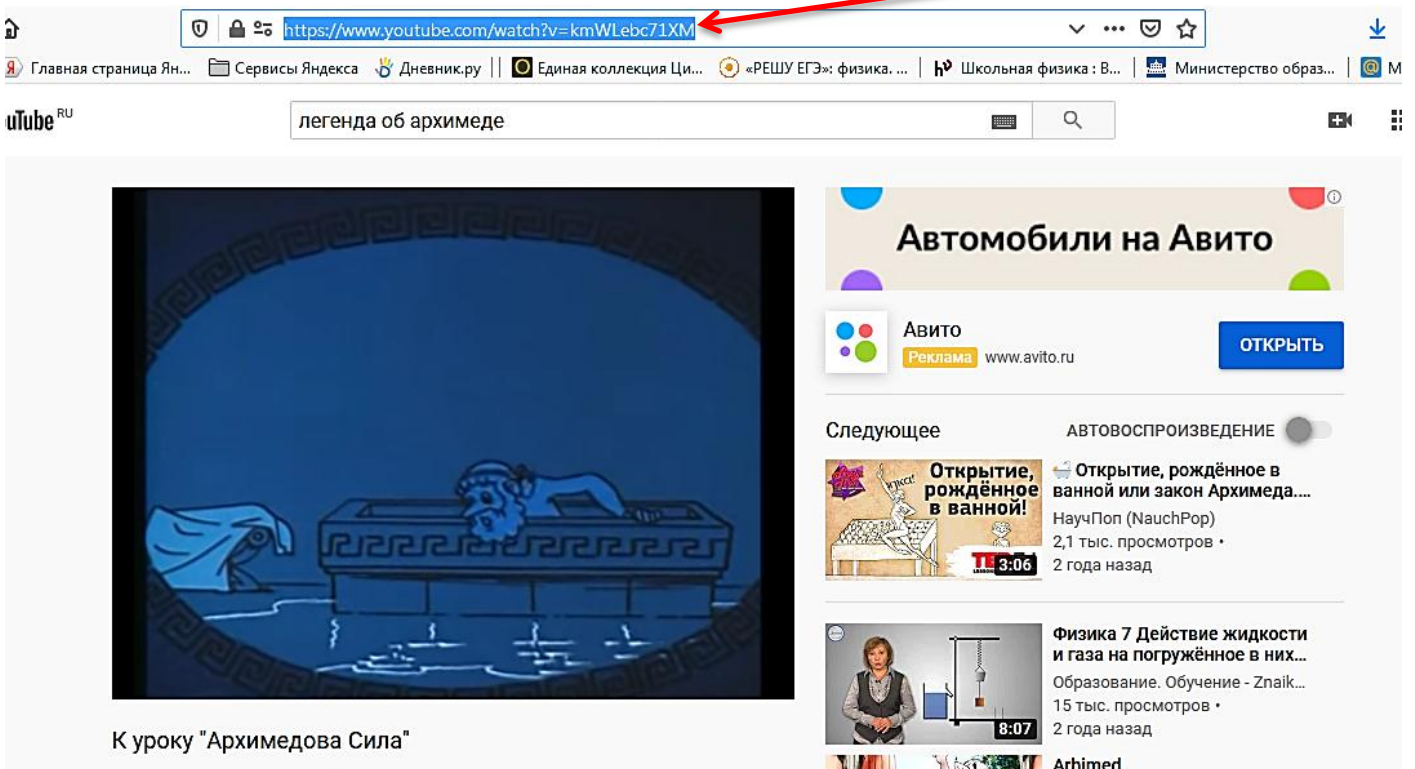 https://www.youtube.com/watch?v=kmWLebc71XM
Я Главная страница Ян... Сервисы Яндекса Дневник.ру || Единая коллекция Ци... «РЕШУ ЕГЭ»: физика. ... hν Школьная физика : В... Министерство образ... @ М
uTube RU
легенда об архимеде
Автомобили на Авито
Авито
Реклама www.avito.ru
ОТКРЫТЬ
Следующее
АВТОВОСПРОИЗВЕДЕНИЕ
Открытие,
рождённое
в ванной!
3:06
Открытие, рождённое в
ванной или закон Архимеда....
НаучПоп (NauchPop)
2,1 тыс. просмотров •
2 года назад
8:07
Физика 7 Действие жидкости
и газа на погружённое в них...
Образование. Обучение - Znaik...
15 тыс. просмотров •
2 года назад
Arhimed
К уроку "Архимедова Сила"